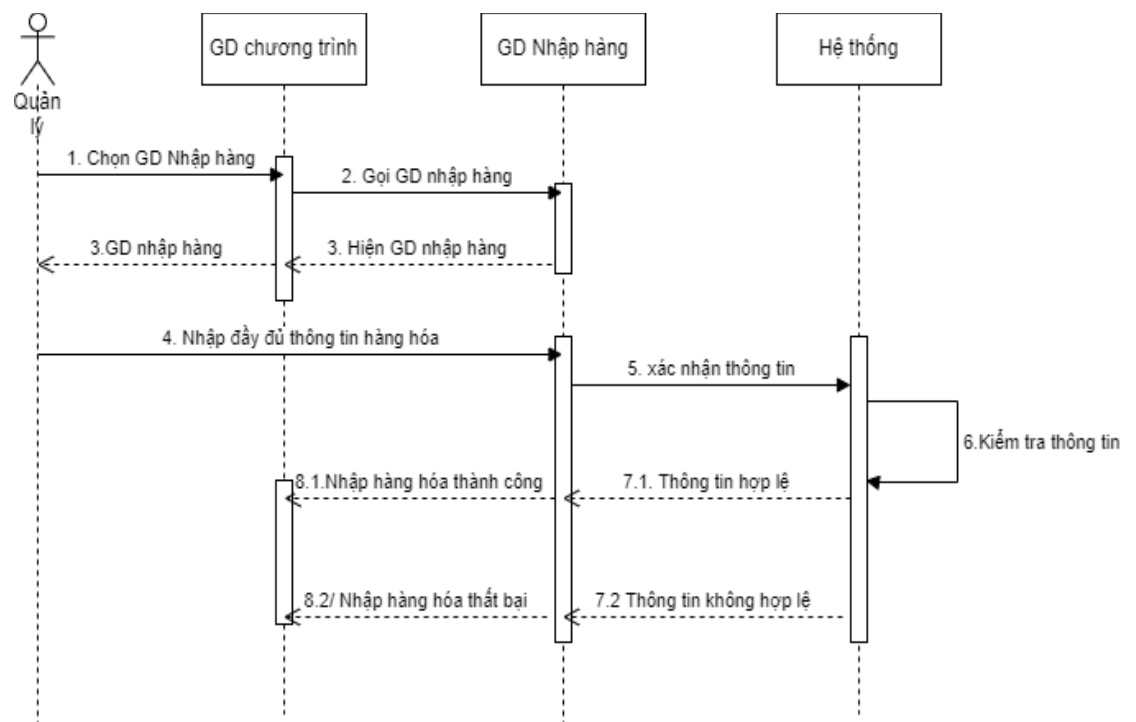 GD chương trình
GD Nhập hàng
Hệ thống
Quản
lý
1. Chọn GD Nhập hàng
2. Gọi GD nhập hàng
3.GD nhập hàng
3. Hiện GD nhập hàng
4. Nhập đầy đủ thông tin hàng hóa
5. xác nhận thông tin
6.Kiểm tra thông tin
8.1.Nhập hàng hóa thành công
7.1. Thông tin hợp lệ
8.2/ Nhập hàng hóa thất bại
7.2 Thông tin không hợp lệ